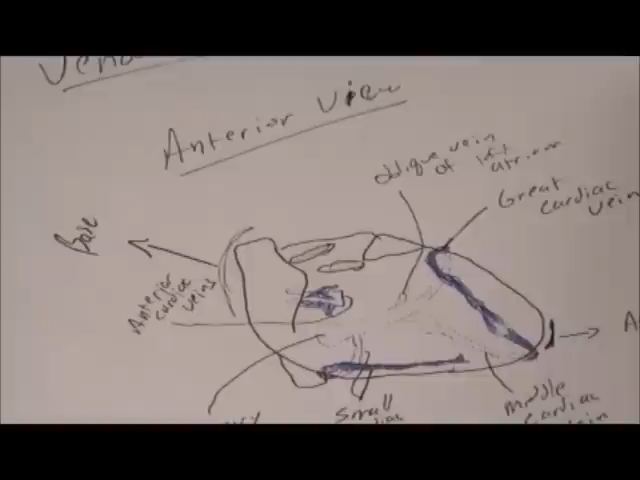 Anterior View
oblique vein
of left
atrium
Great
cardiac
vein
Base
Anterior
cardiac
veins
A
Small
Middle
cardiac